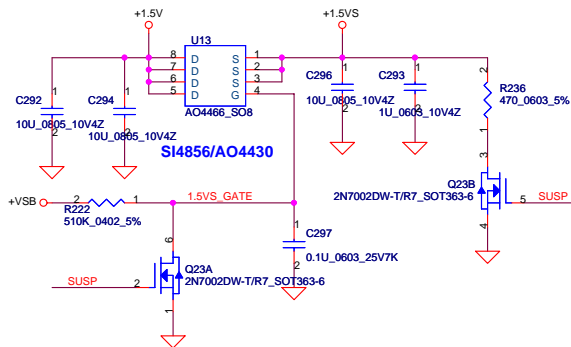 +1.5V
+1.5VS
U13
8 D S 1
7 D S 2
6 D S 3
5 D G 4
AO4466_SO8
SI4856/AO4430
1
C292
10U_0805_10V4Z
2
1
C294
10U_0805_10V4Z
2
1
C296
10U_0805_10V4Z
2
1
C293
1U_0603_10V4Z
2
2
R236
470_0603_5%
1
3
Q23B
2N7002DW-T/R7_SOT363-6
5
SUSP
4
+VSB
2
1
R222
510K_0402_5%
1.5VS_GATE
1
C297
0.1U_0603_25V7K
2
6
Q23A
2N7002DW-T/R7_SOT363-6
SUSP
2
1